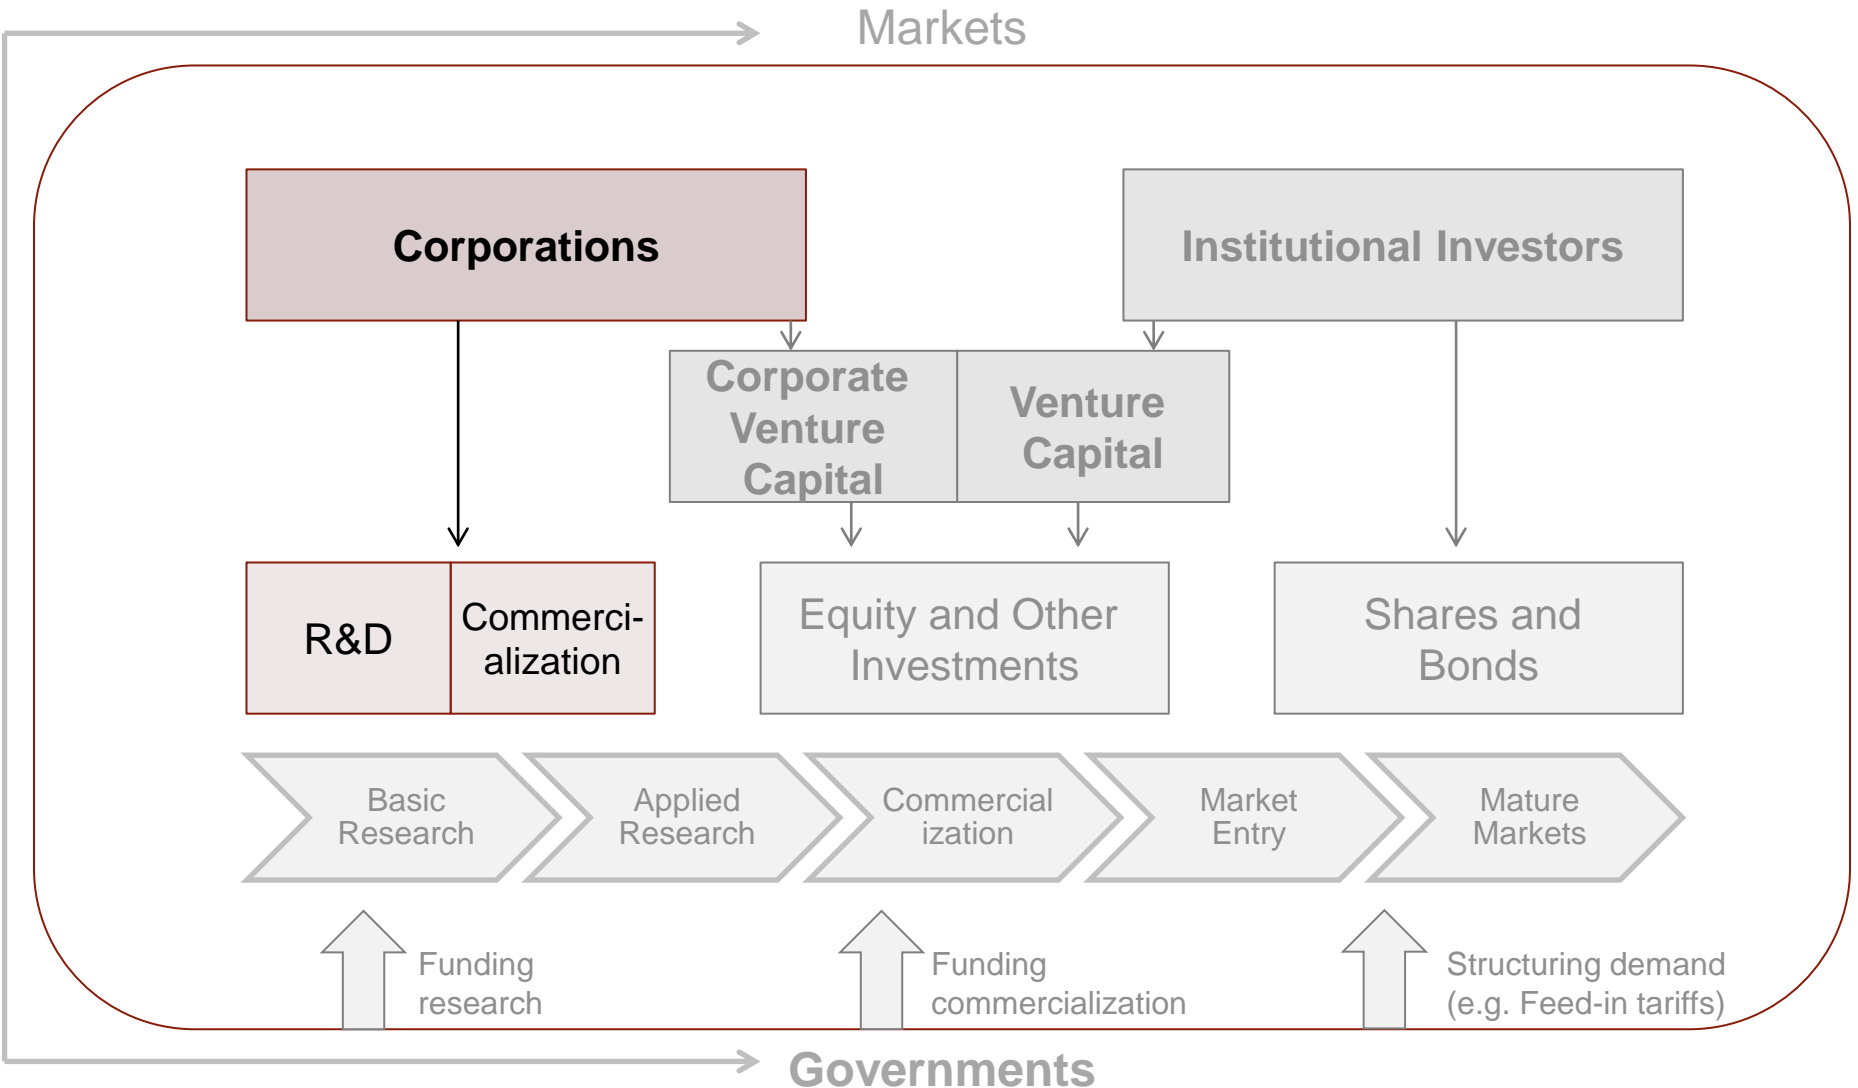 Markets
Corporations
Institutional Investors
Corporate
Venture
Capital
Venture
Capital
R&D
Commerci-
alization
Equity and Other
Investments
Shares and
Bonds
Basic
Research
Applied
Research
Commercial
ization
Market
Entry
Mature
Markets
Funding
research
Funding
commercialization
Structuring demand
(e.g. Feed-in tariffs)
Governments